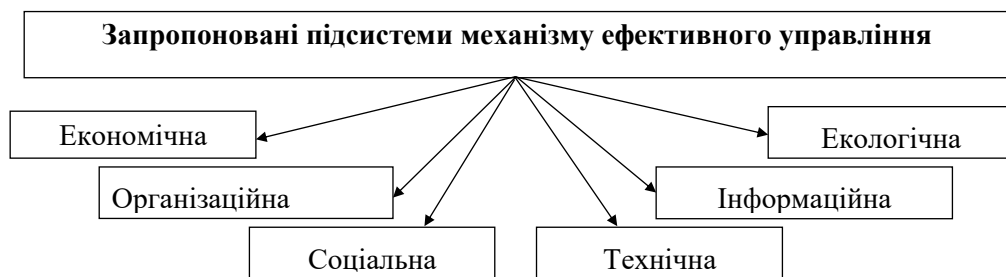 Запропоновані підсистеми механізму ефективного управління
Економічна
Екологічна
Організаційна
Інформаційна
Соціальна
Технічна